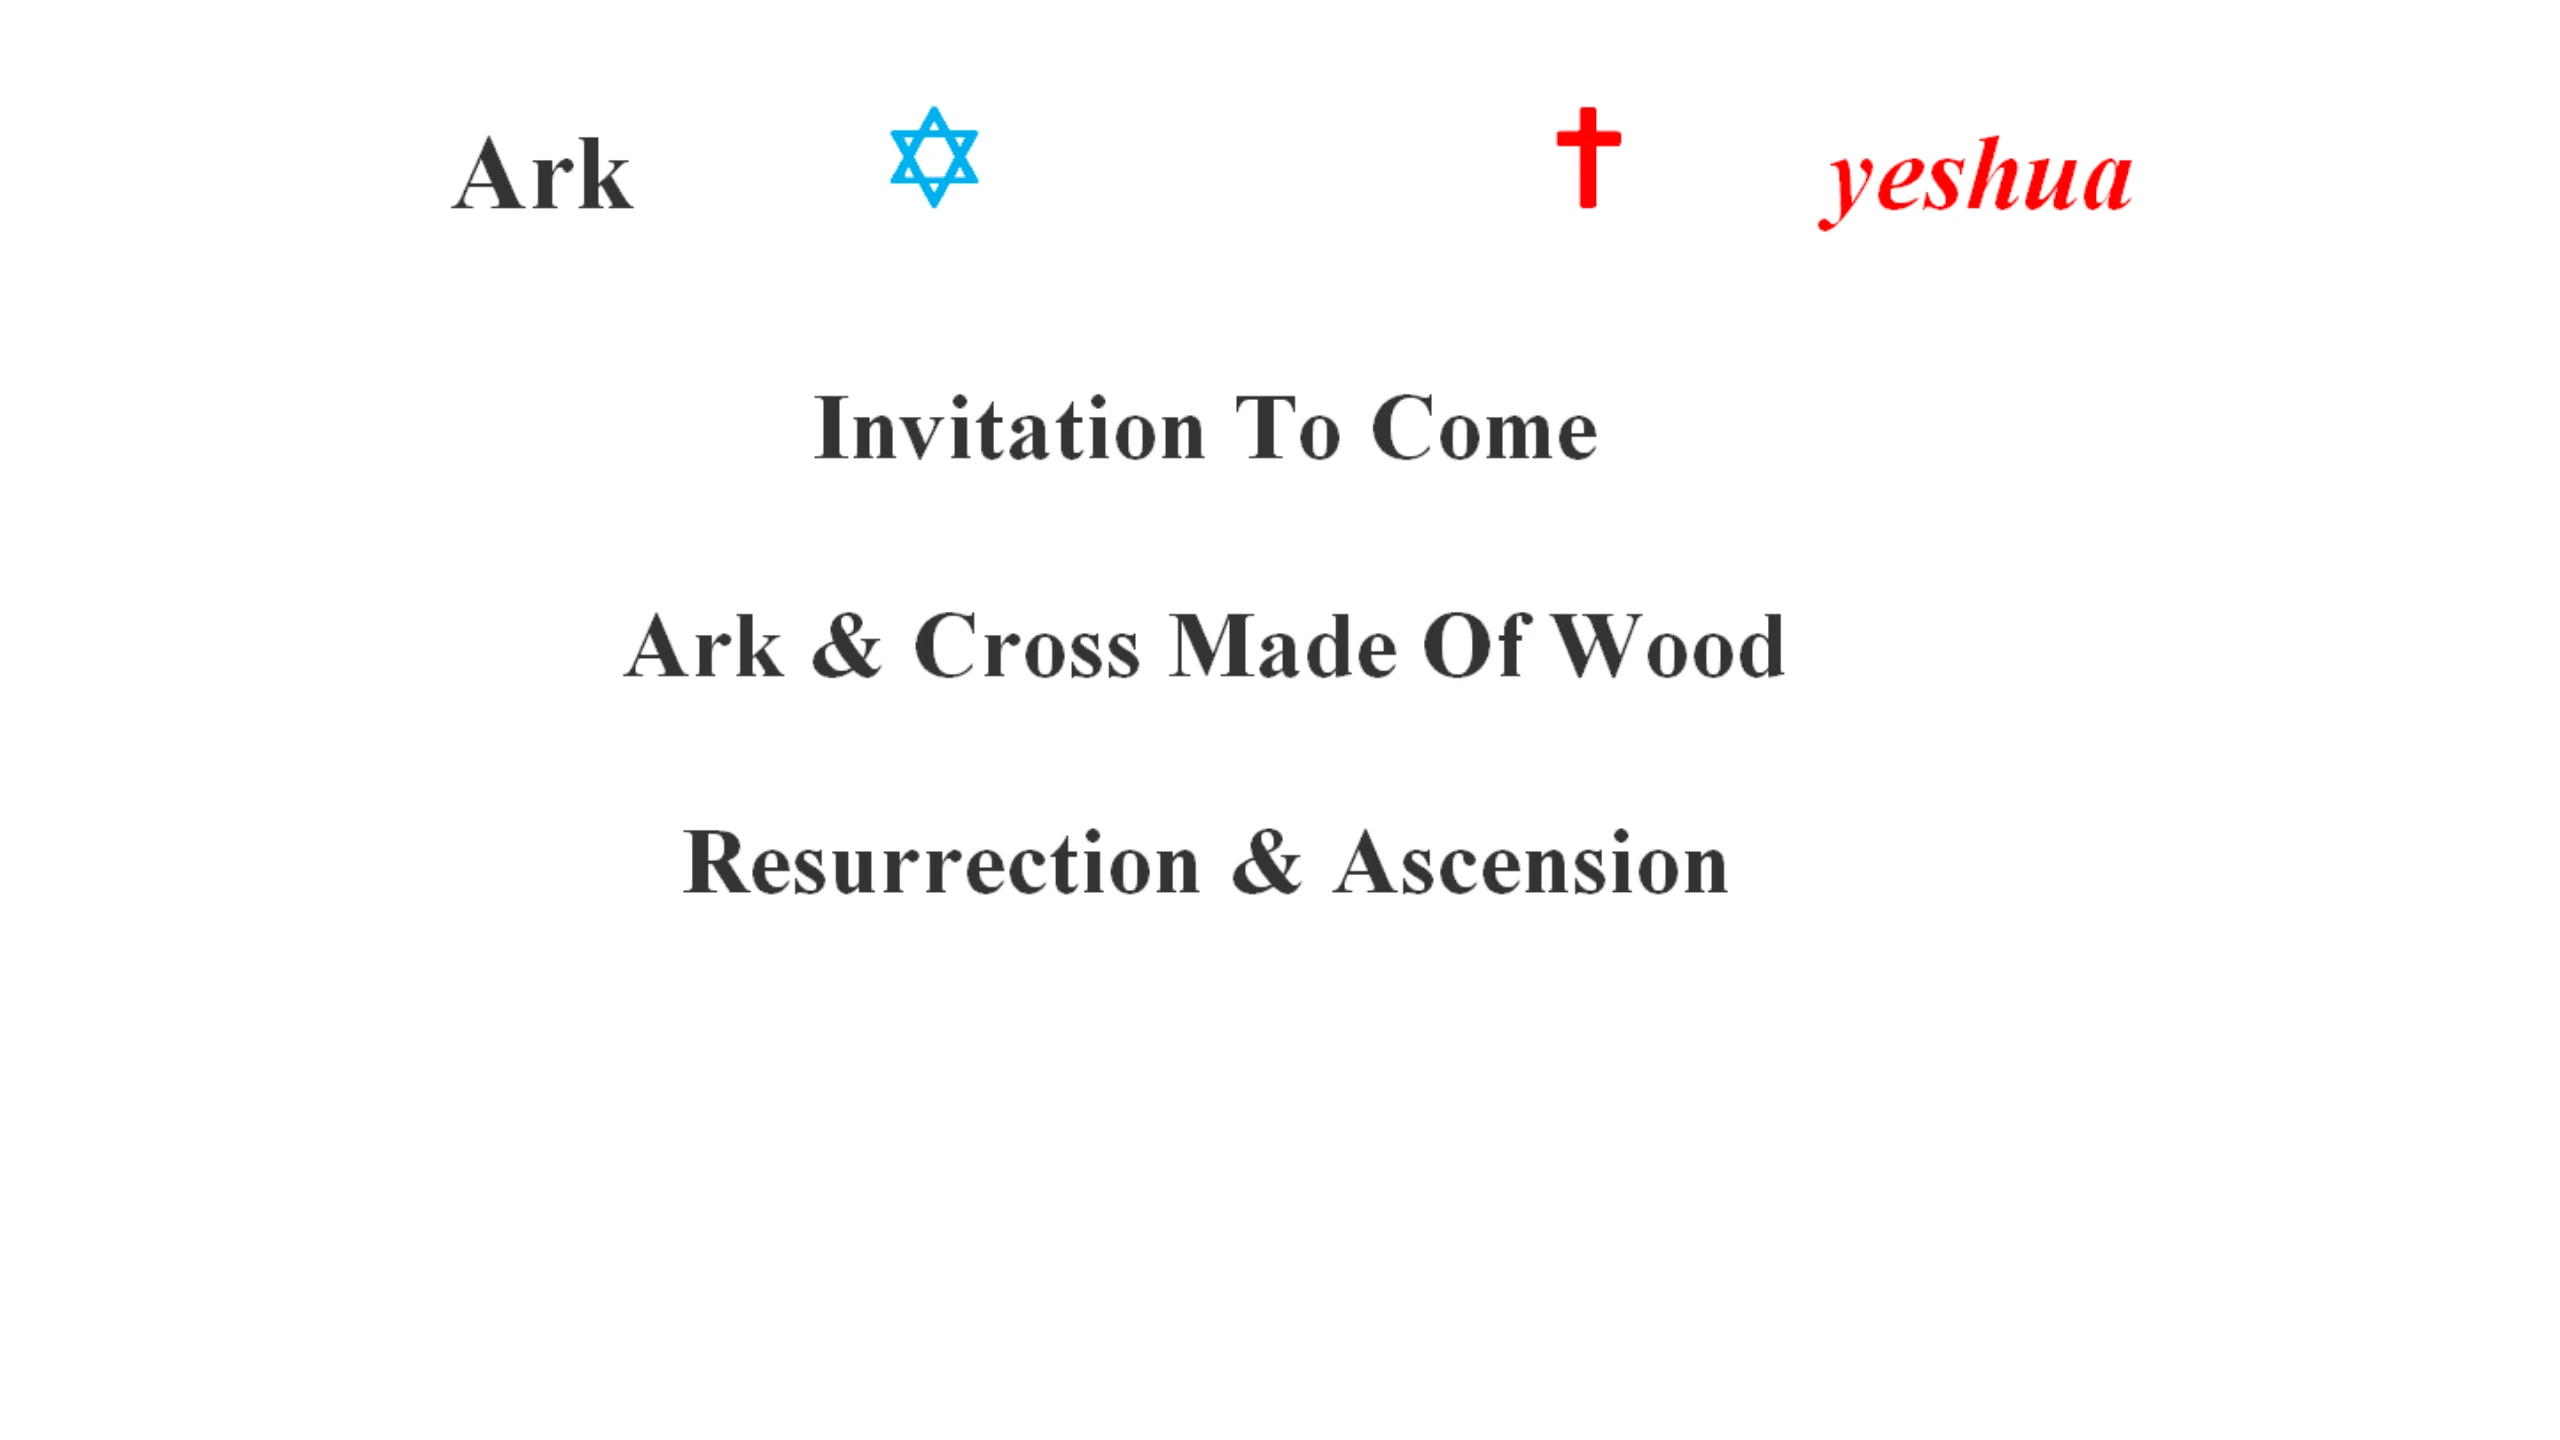 Ark ✡ ✝ yeshua
Invitation To Come
Ark & Cross Made Of Wood
Resurrection & Ascension